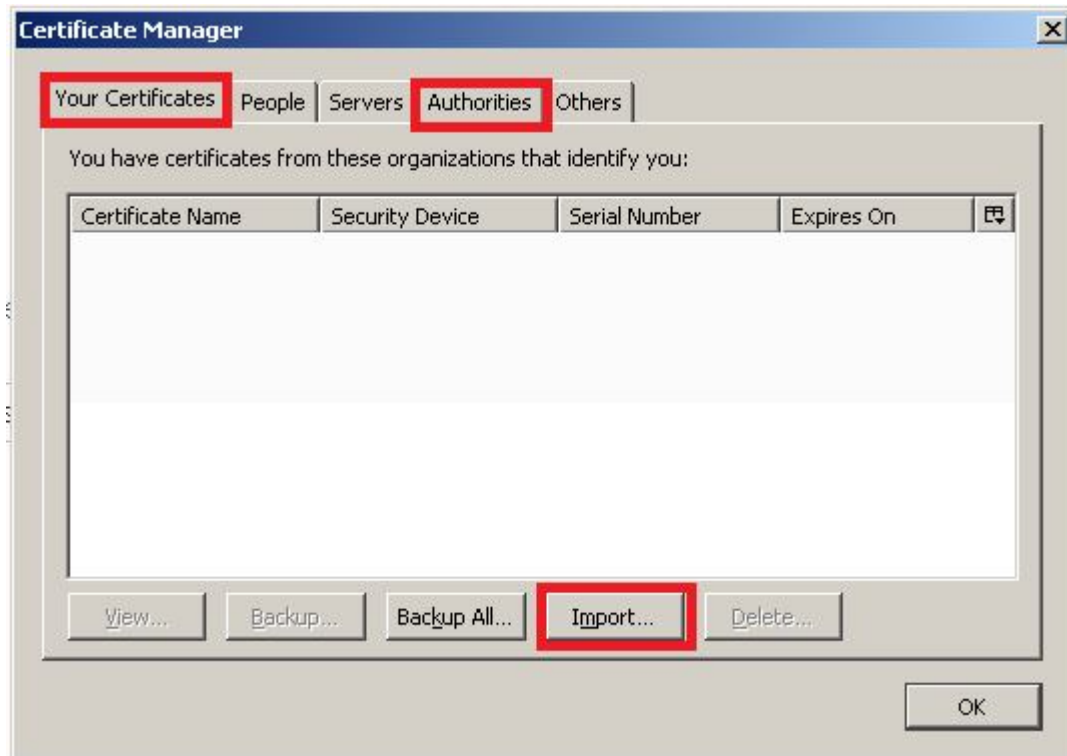 Certificate Manager
Your Certificates People Servers Authorities Others
You have certificates from these organizations that identify you:
Certificate Name Security Device Serial Number Expires On
View... Backup... Backup All... Import... Delete...
OK